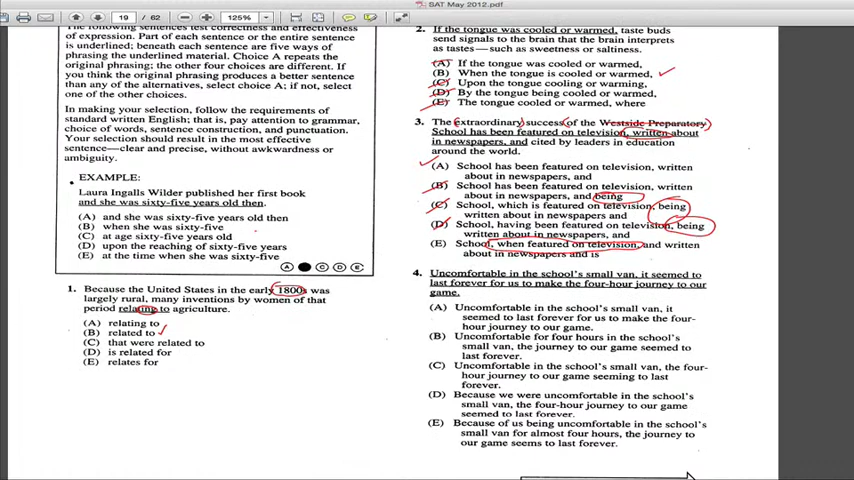 SAT May 2012.pdf
19 / 62
125%
The following sentences test correctness and effectiveness
of expression. Part of each sentence or the entire sentence
is underlined; beneath each sentence are five ways of
phrasing the underlined material. Choice A repeats the
original phrasing; the other four choices are different. If
you think the original phrasing produces a better sentence
than any of the alternatives, select choice A; if not, select
one of the other choices.
In making your selection, follow the requirements of
standard written English; that is, pay attention to grammar,
choice of words, sentence construction, and punctuation.
Your selection should result in the most effective
sentence—clear and precise, without awkwardness or
ambiguity.
EXAMPLE:
Laura Ingalls Wilder published her first book
and she was sixty-five years old then.
(A) and she was sixty-five years old then
(B) when she was sixty-five
(C) at age sixty-five years old
(D) upon the reaching of sixty-five years
(E) at the time when she was sixty-five
A C D E
1. Because the United States in the early 1800s was
largely rural, many inventions by women of that
period relating to agriculture.
(A) relating to
(B) related to
(C) that were related to
(D) is related for
(E) relates for
2. If the tongue was cooled or warmed, taste buds
send signals to the brain that the brain interprets
as tastes—such as sweetness or saltiness.
(A) If the tongue was cooled or warmed,
(B) When the tongue is cooled or warmed,
(C) Upon the tongue cooling or warming,
(D) By the tongue being cooled or warmed,
(E) The tongue cooled or warmed, where
3. The extraordinary success of the Westside Preparatory
School has been featured on television, written about
in newspapers, and cited by leaders in education
around the world.
(A) School has been featured on television, written
about in newspapers, and
(B) School has been featured on television, written
about in newspapers, and being
(C) School, which is featured on television, being
written about in newspapers and
(D) School, having been featured on television, being
written about in newspapers, and
(E) School, when featured on television, and written
about in newspapers and is
4. Uncomfortable in the school's small van, it seemed to
last forever for us to make the four-hour journey to our
game.
(A) Uncomfortable in the school's small van, it
seemed to last forever for us to make the four-
hour journey to our game.
(B) Uncomfortable for four hours in the school's
small van, the journey to our game seemed to
last forever.
(C) Uncomfortable in the school's small van, the four-
hour journey to our game seeming to last
forever.
(D) Because we were uncomfortable in the school's
small van, the four-hour journey to our game
seemed to last forever.
(E) Because of us being uncomfortable in the school's
small van for almost four hours, the journey to
our game seems to last forever.